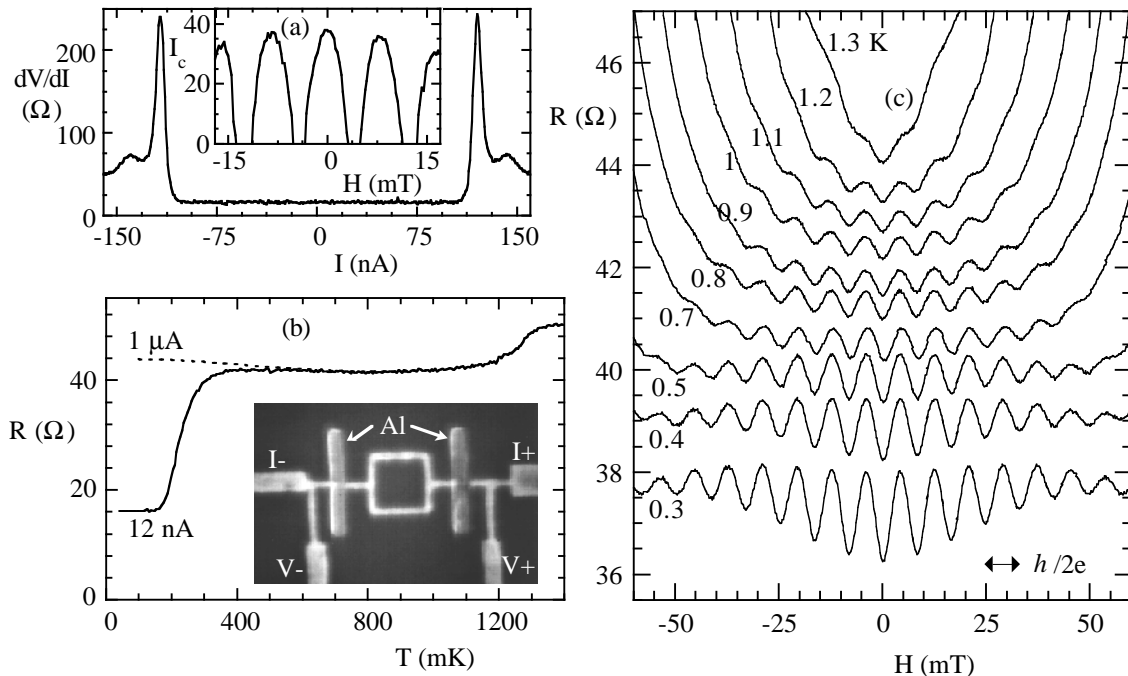 (a)
dV/dI
(Ω)
200
100
0
-150
-75
0
75
150
I (nA)
I_c
40
20
0
-15
0
15
H (mT)
(b)
1 µA
12 nA
R (Ω)
40
20
0
0
400
800
1200
T (mK)
Al
I-
I+
V-
V+
(c)
R (Ω)
46
44
42
40
38
36
1.3 K
1.2
1.1
1
0.9
0.8
0.7
0.5
0.4
0.3
h /2e
-50
-25
0
25
50
H (mT)